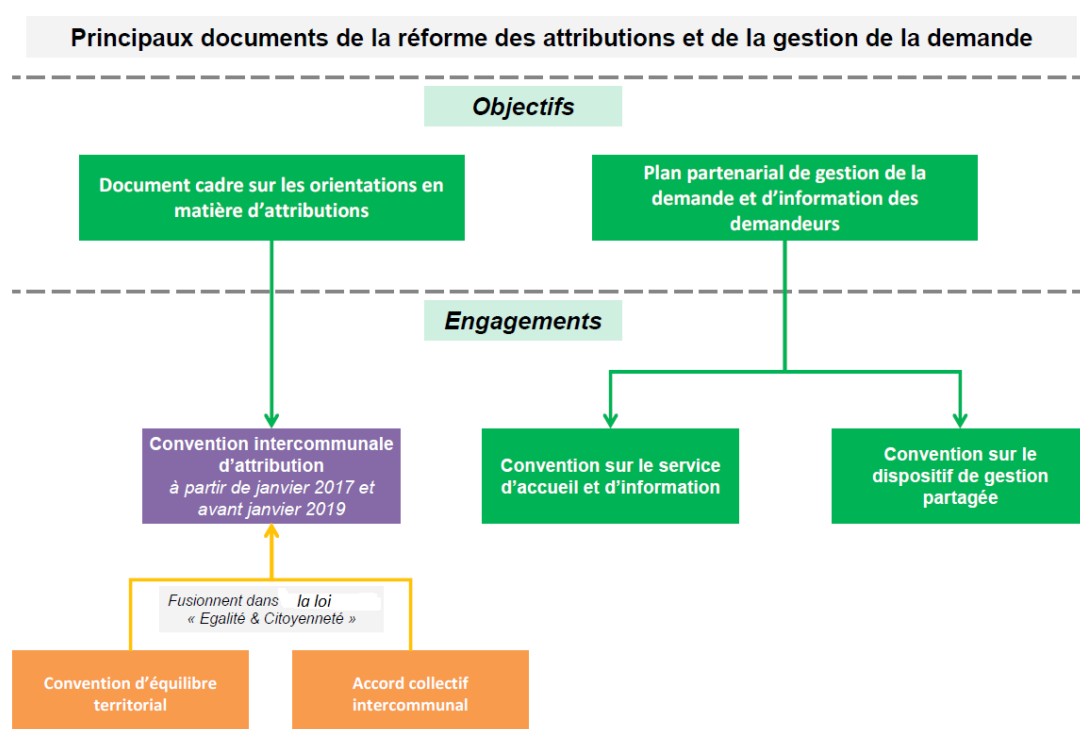 Principaux documents de la réforme des attributions et de la gestion de la demande
Objectifs
Document cadre sur les orientations en
matière d’attributions
Plan partenarial de gestion de la
demande et d’information des
demandeurs
Engagements
Convention intercommunale
d’attribution
à partir de janvier 2017 et
avant janvier 2019
Convention sur le service
d’accueil et d’information
Convention sur le
dispositif de gestion
partagée
Fusionnent dans la loi
« Egalité & Citoyenneté »
Convention d’équilibre
territorial
Accord collectif
intercommunal